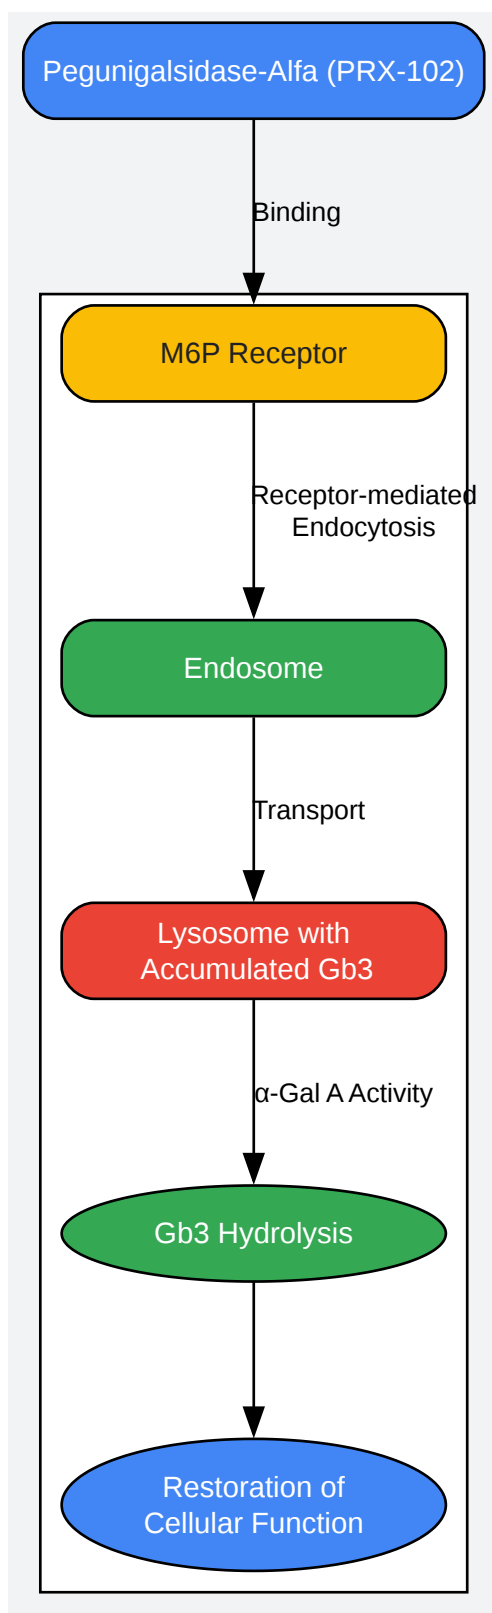 Pegunigalsidase-Alfa (PRX-102)
Binding
M6P Receptor
Receptor-mediated
Endocytosis
Endosome
Transport
Lysosome with
Accumulated Gb3
α-Gal A Activity
Gb3 Hydrolysis
Restoration of
Cellular Function